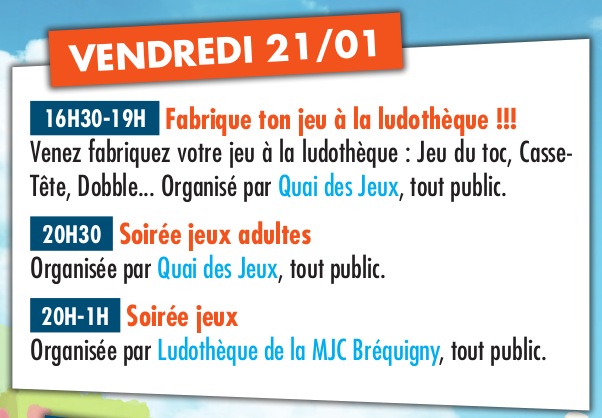 VENDREDI 21/01
16H30-19H Fabrique ton jeu à la ludothèque !!!
Venez fabriquez votre jeu à la ludothèque : Jeu du toc, Casse-
Tête, Dobble... Organisé par Quai des Jeux, tout public.
20H30 Soirée jeux adultes
Organisée par Quai des Jeux, tout public.
20H-1H Soirée jeux
Organisée par Ludothèque de la MJC Bréquigny, tout public.